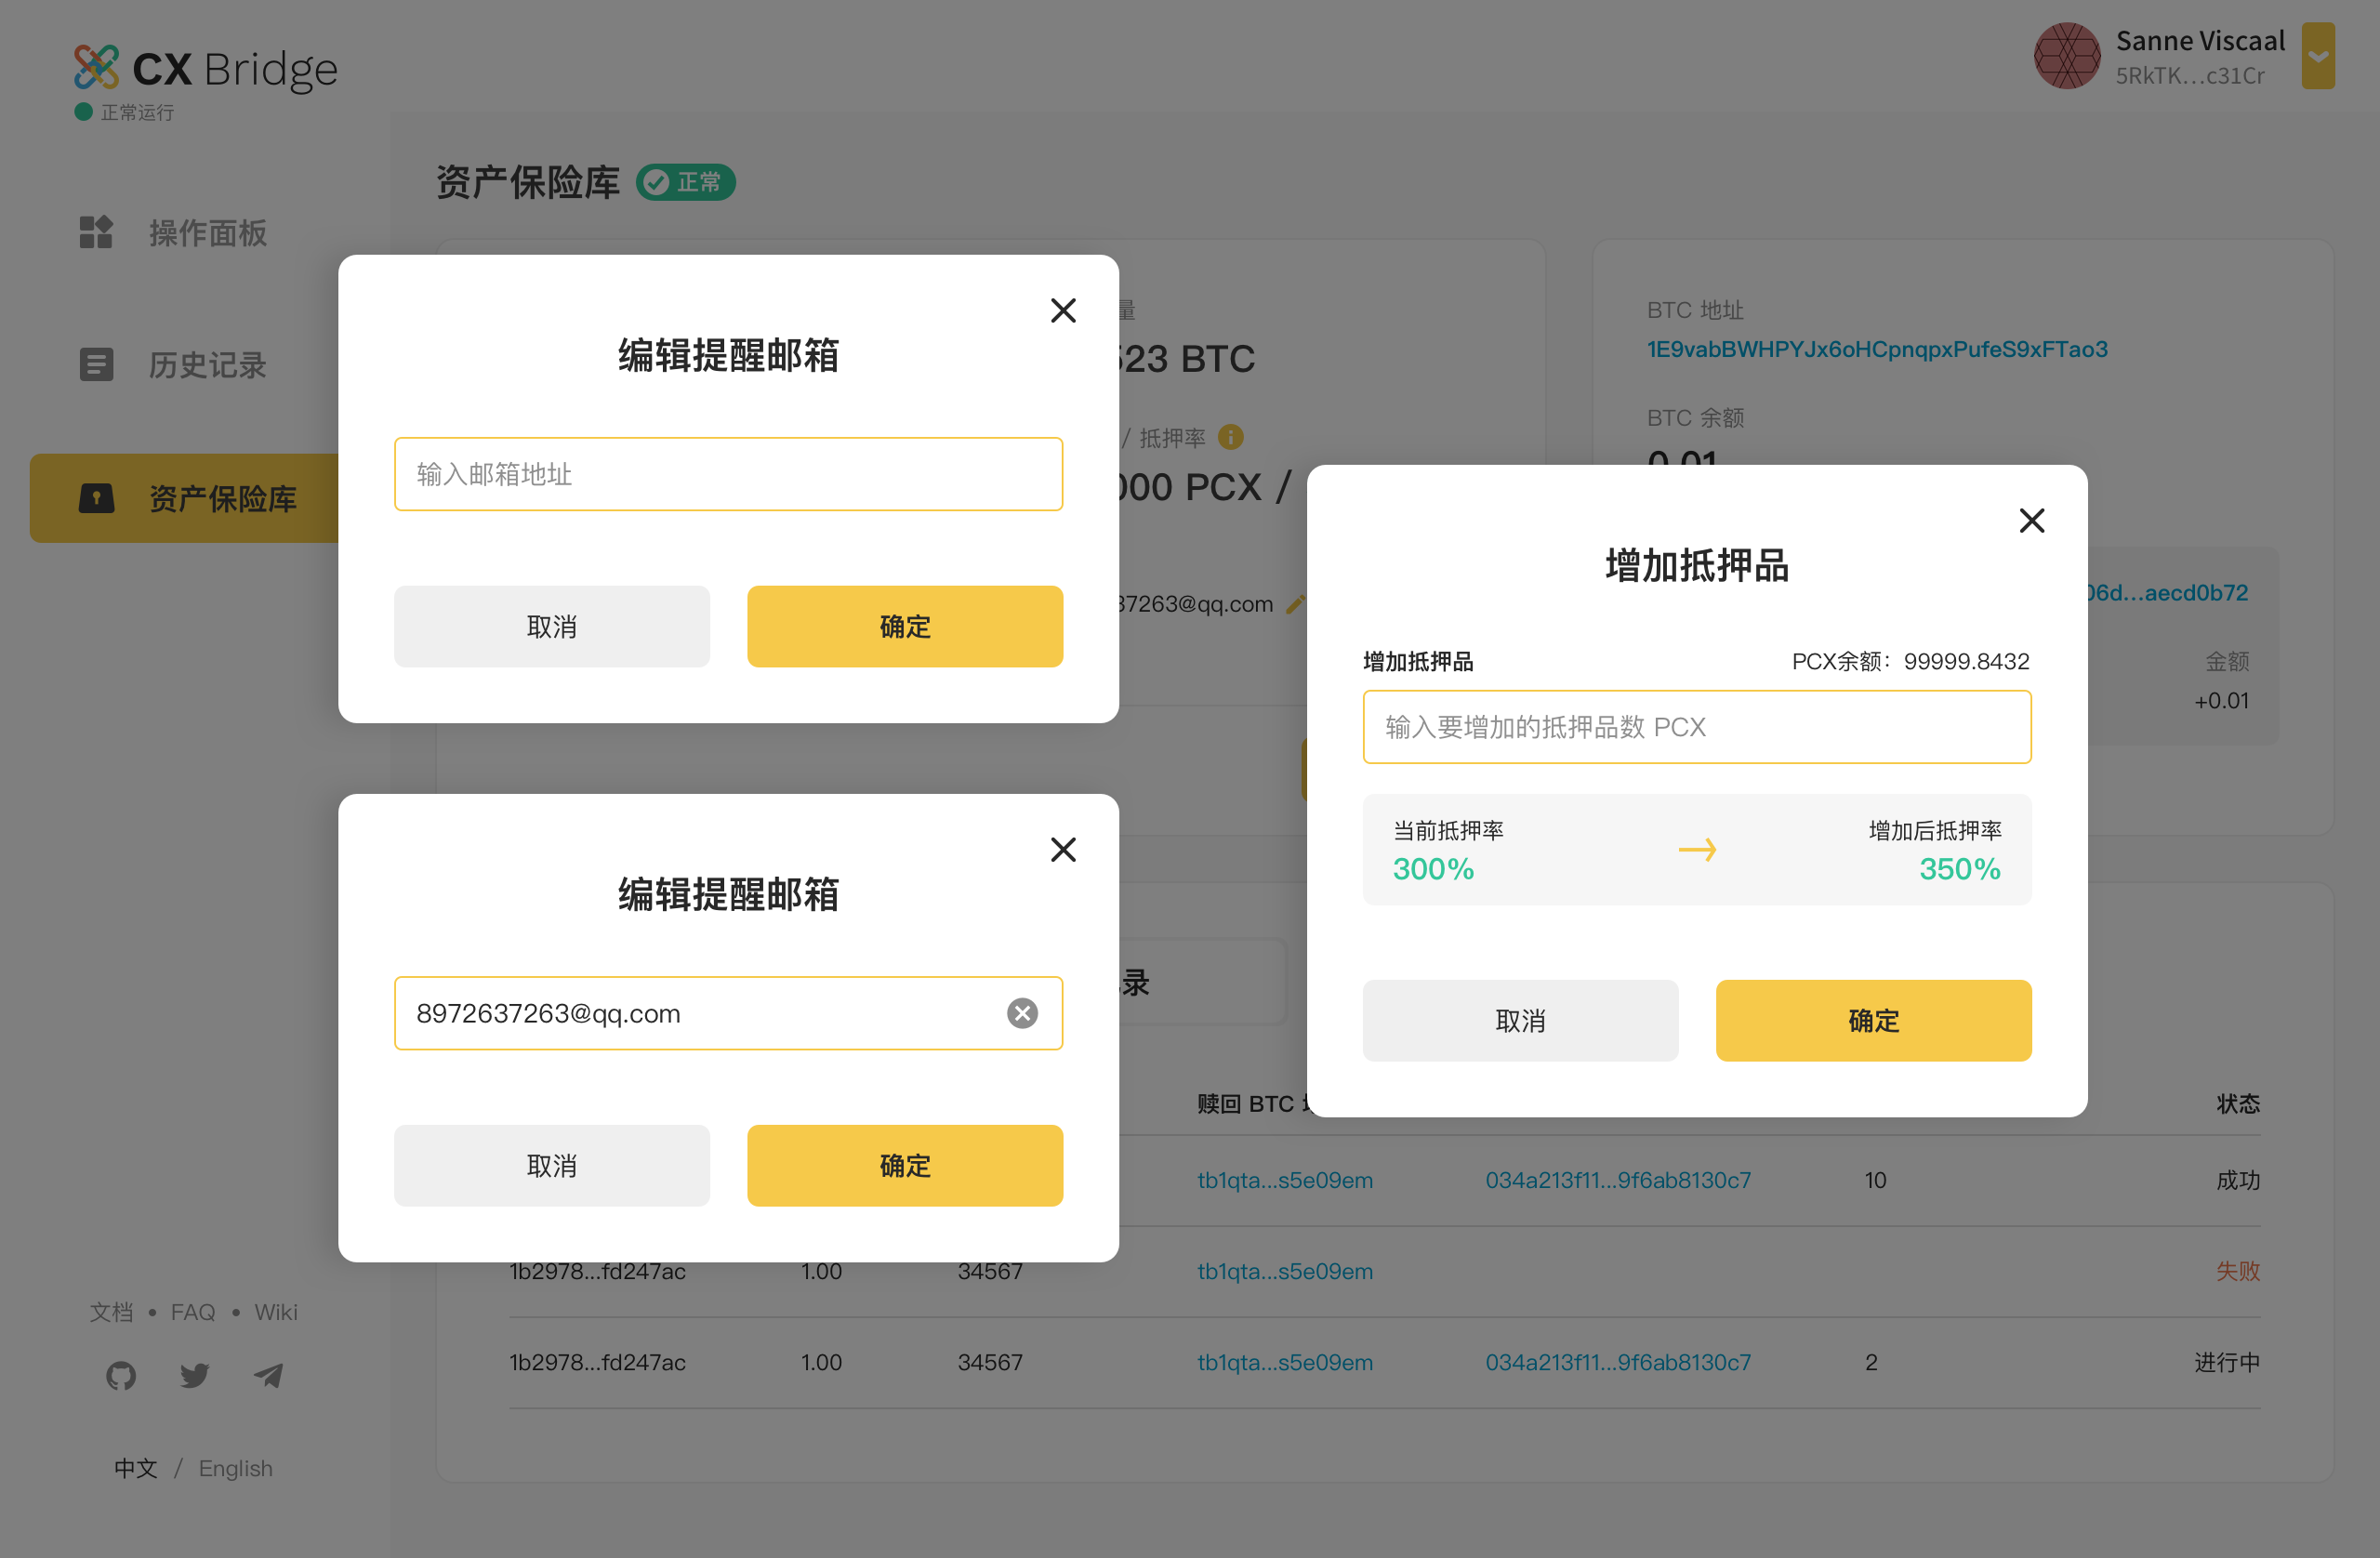 CX Bridge
正常运行
Sanne Viscaal
5RkTK...c31Cr
操作面板
历史记录
资产保险库
文档 • FAQ • Wiki
中文 / English
资产保险库 正常
523 BTC
/ 抵押率
000 PCX /
37263@qq.com
BTC 地址
1E9vabBWHPYJx6oHCpnqpxPufeS9xFTao3
BTC 余额
0.01
06d...aecd0b72
金额
+0.01
编辑提醒邮箱
输入邮箱地址
取消 确定
编辑提醒邮箱
8972637263@qq.com
取消 确定
增加抵押品
增加抵押品 PCX余额：99999.8432
输入要增加的抵押品数 PCX
当前抵押率 增加后抵押率
300% → 350%
取消 确定
录
赎回 BTC 状态
tb1qta...s5e09em 034a213f11...9f6ab8130c7 10 成功
1b2978...fd247ac 1.00 34567 tb1qta...s5e09em 失败
1b2978...fd247ac 1.00 34567 tb1qta...s5e09em 034a213f11...9f6ab8130c7 2 进行中